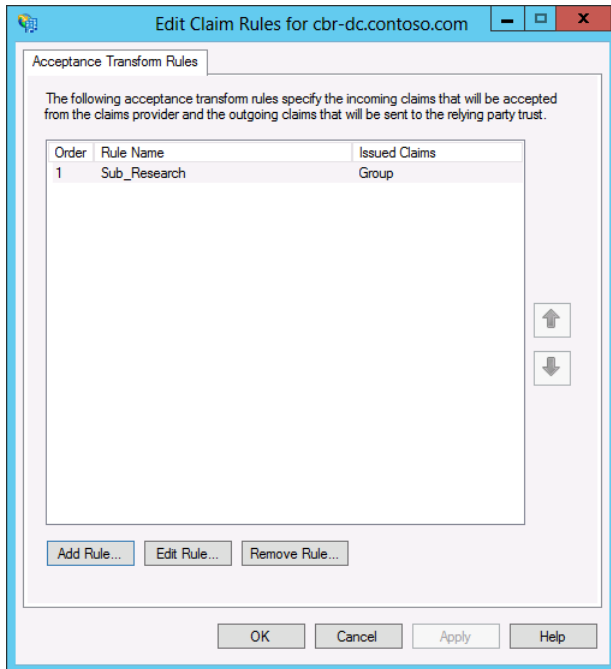 Edit Claim Rules for cbr-dc.contoso.com
Acceptance Transform Rules
The following acceptance transform rules specify the incoming claims that will be accepted
from the claims provider and the outgoing claims that will be sent to the relying party trust.
Order Rule Name Issued Claims
1 Sub_Research Group
Add Rule... Edit Rule... Remove Rule...
OK Cancel Apply Help